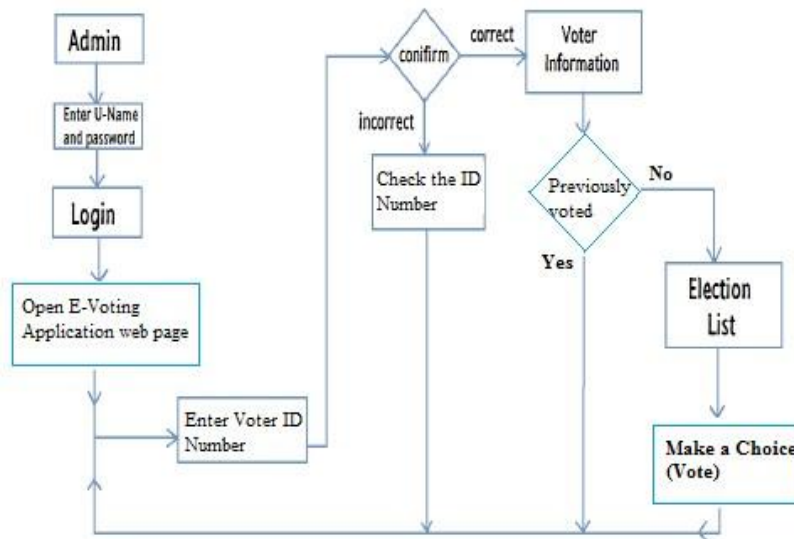 Admin
Enter U-Name
and password
Login
Open E-Voting
Application web page
Enter Voter ID
Number
conifirm
correct
incorrect
Check the ID
Number
Voter
Information
Previously
voted
No
Yes
Election
List
Make a Choice
(Vote)